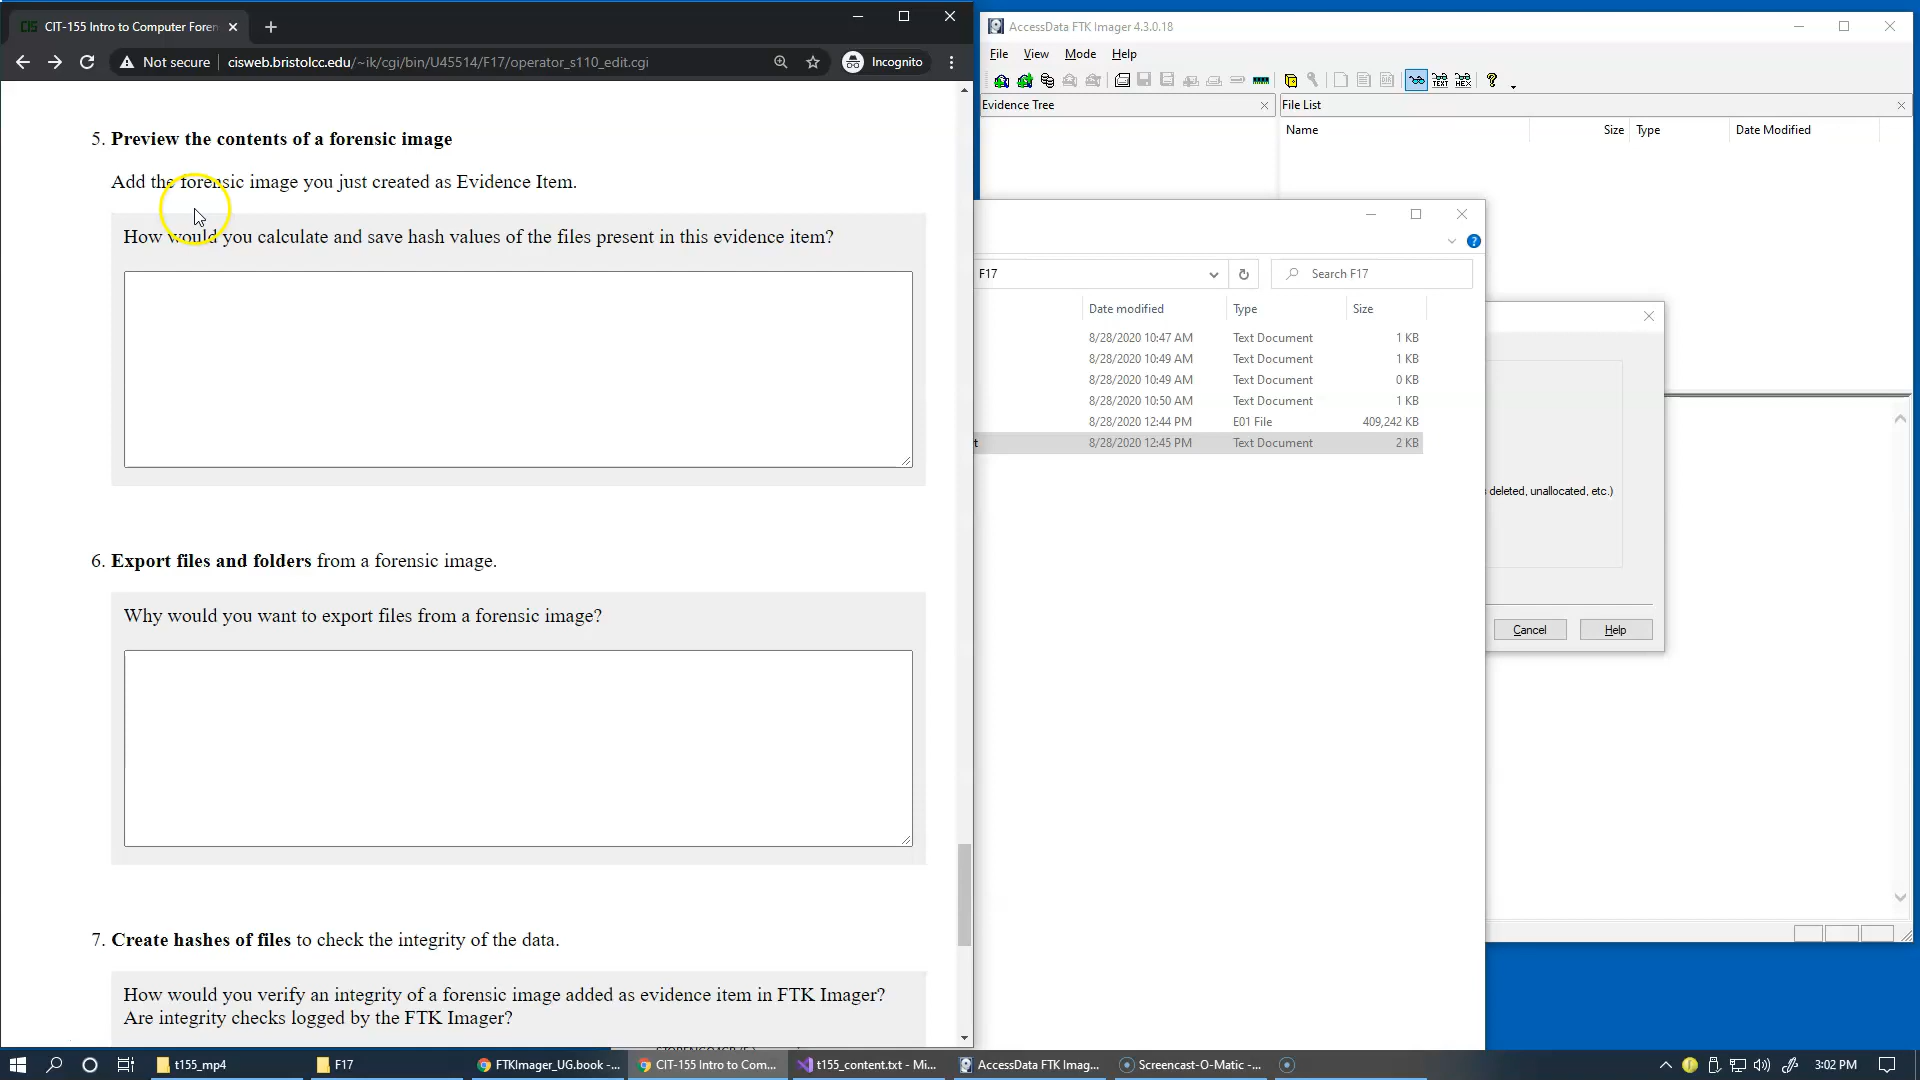 CIS CIT-155 Intro to Computer Foren
Not secure cisweb.bristolcc.edu/~ik/cgi/bin/U45514/F17/operator_s110_edit.cgi Incognito
5. Preview the contents of a forensic image
Add the forensic image you just created as Evidence Item.
How would you calculate and save hash values of the files present in this evidence item?
6. Export files and folders from a forensic image.
Why would you want to export files from a forensic image?
7. Create hashes of files to check the integrity of the data.
How would you verify an integrity of a forensic image added as evidence item in FTK Imager?
Are integrity checks logged by the FTK Imager?
AccessData FTK Imager 4.3.0.18
File View Mode Help
TEXT HEX
Evidence Tree
File List
Name Size Type Date Modified
F17 Search F17
Date modified Type Size
8/28/2020 10:47 AM Text Document 1 KB
8/28/2020 10:49 AM Text Document 1 KB
8/28/2020 10:49 AM Text Document 0 KB
8/28/2020 10:50 AM Text Document 1 KB
8/28/2020 12:44 PM E01 File 409,242 KB
t 8/28/2020 12:45 PM Text Document 2 KB
deleted, unallocated, etc.)
Cancel Help
t155_mp4 F17 FTKImager_UG.book -... CIT-155 Intro to Com... t155_content.txt - Mi... AccessData FTK Imag... Screencast-O-Matic -... 3:02 PM